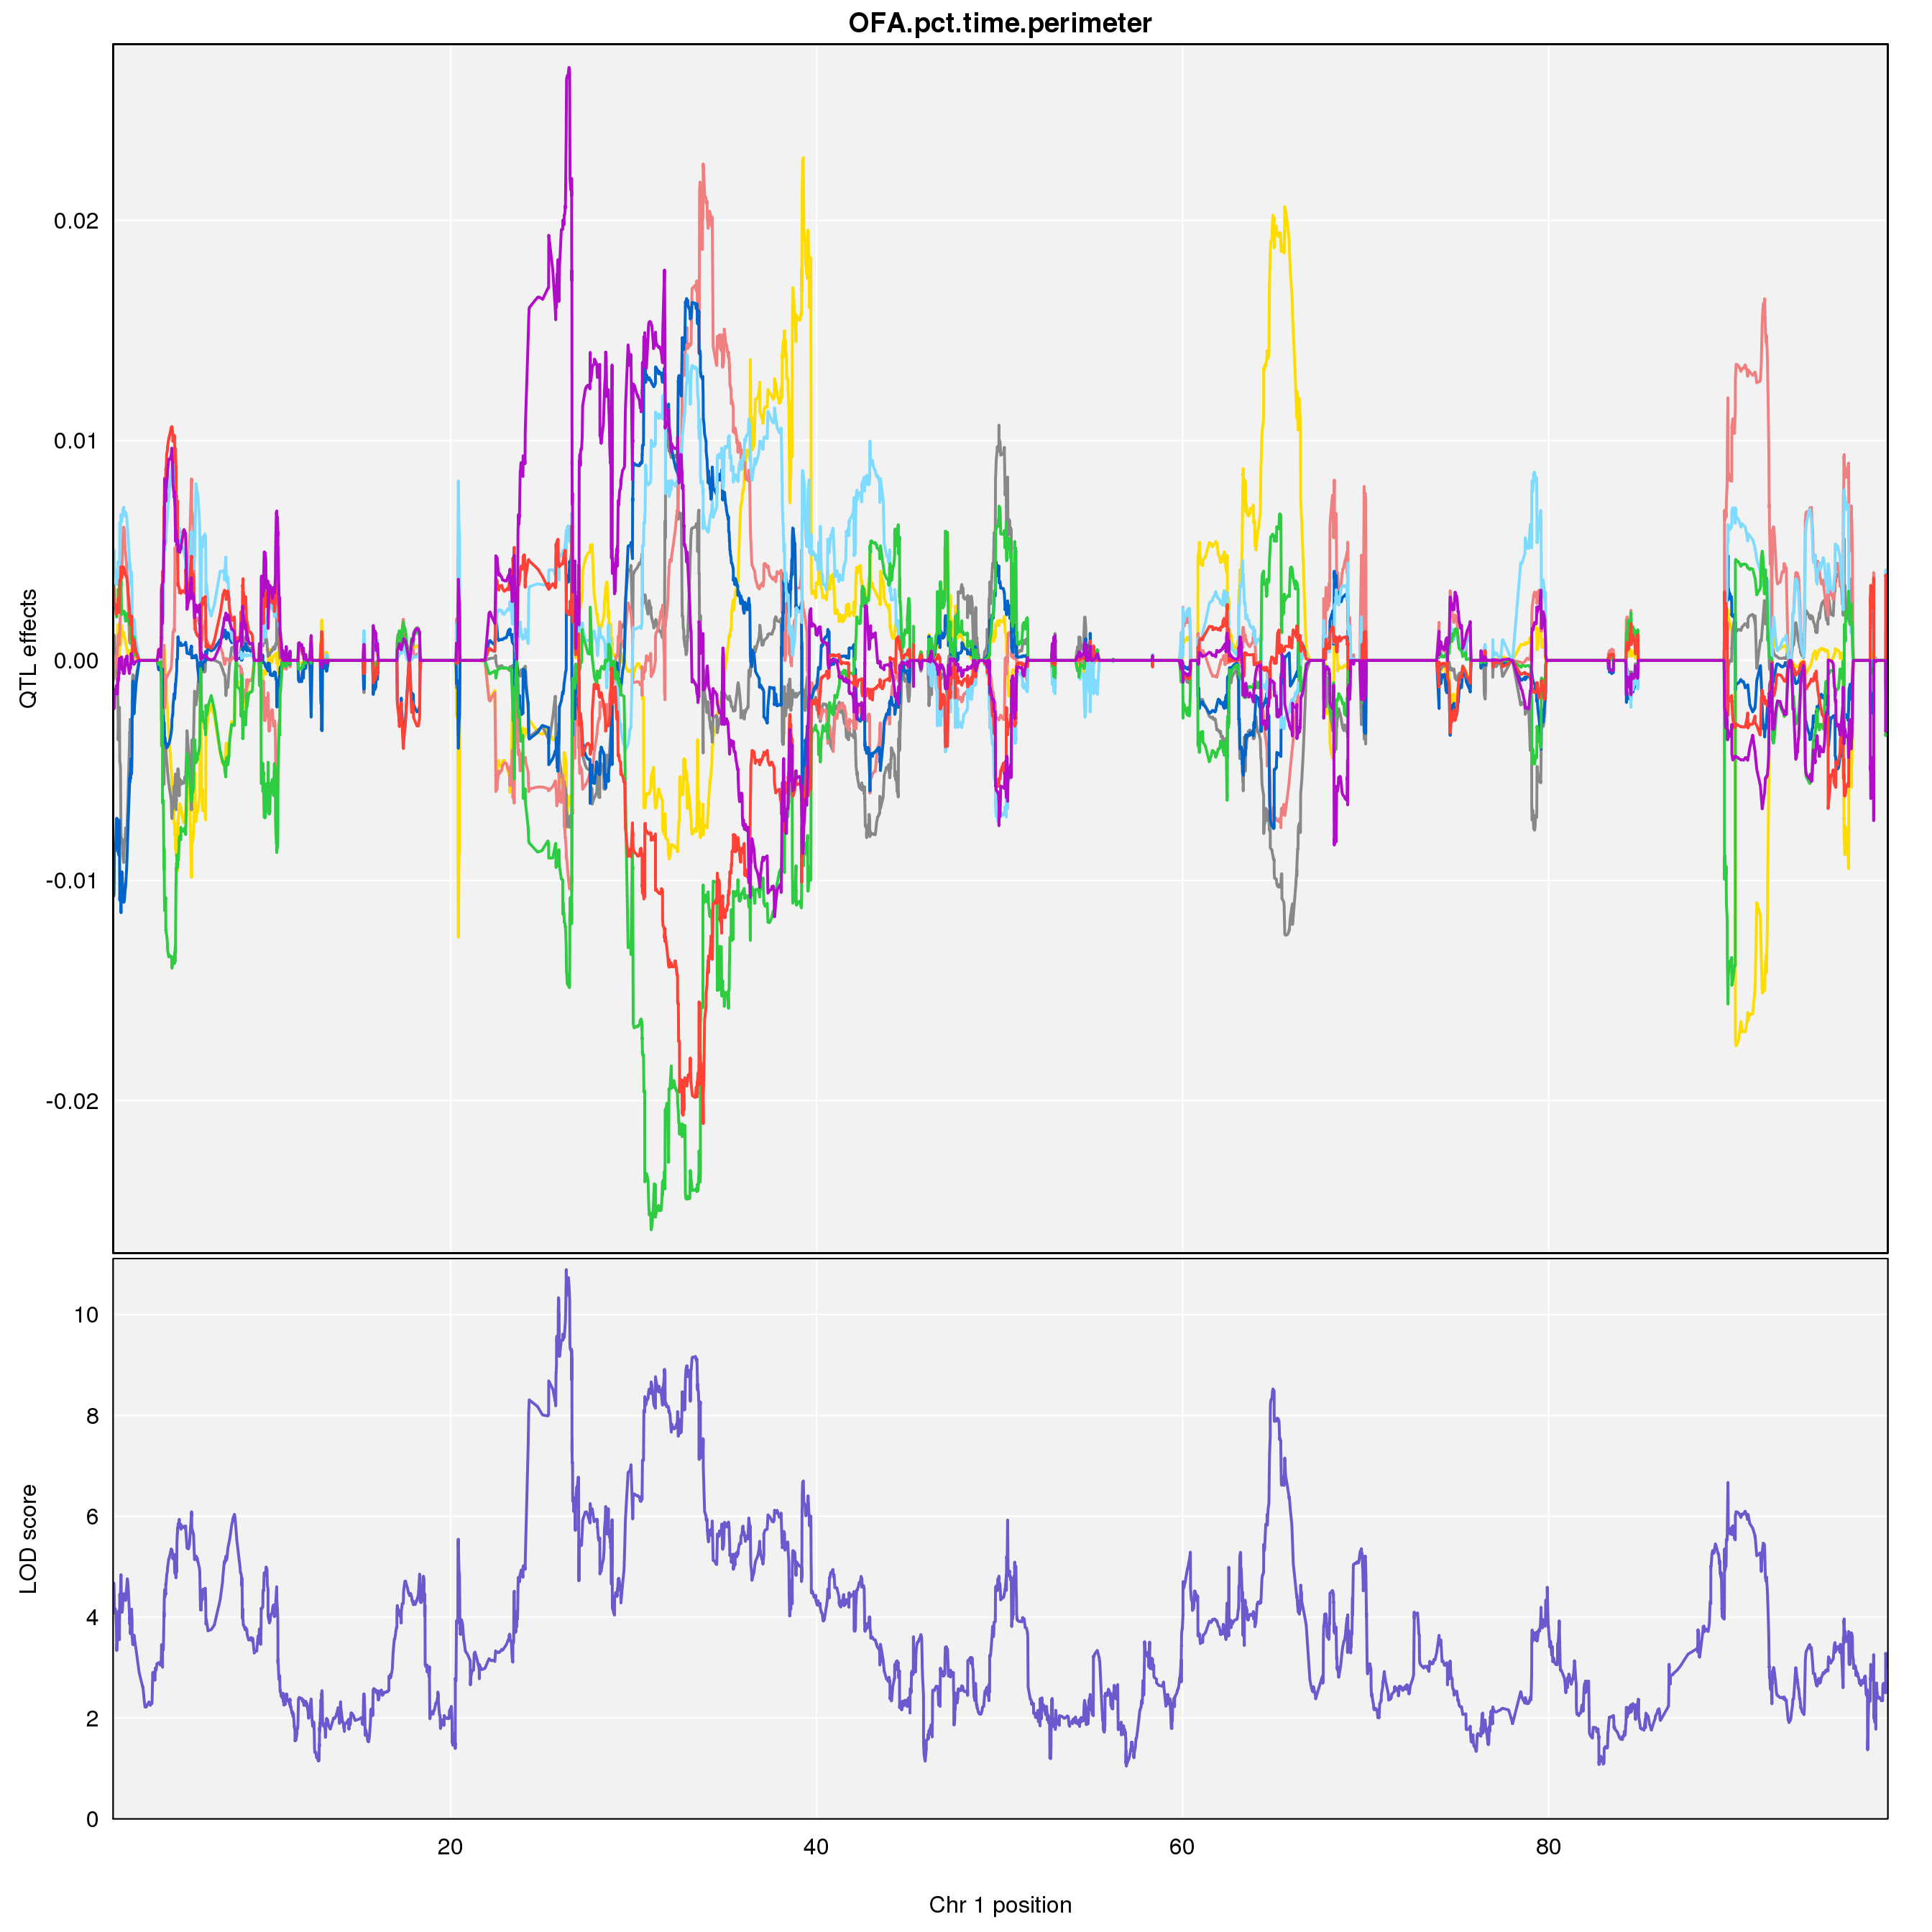 OFA.pct.time.perimeter
QTL effects
0.02
0.01
0.00
-0.01
-0.02
LOD score
10
8
6
4
2
0
20 40 60 80
Chr 1 position